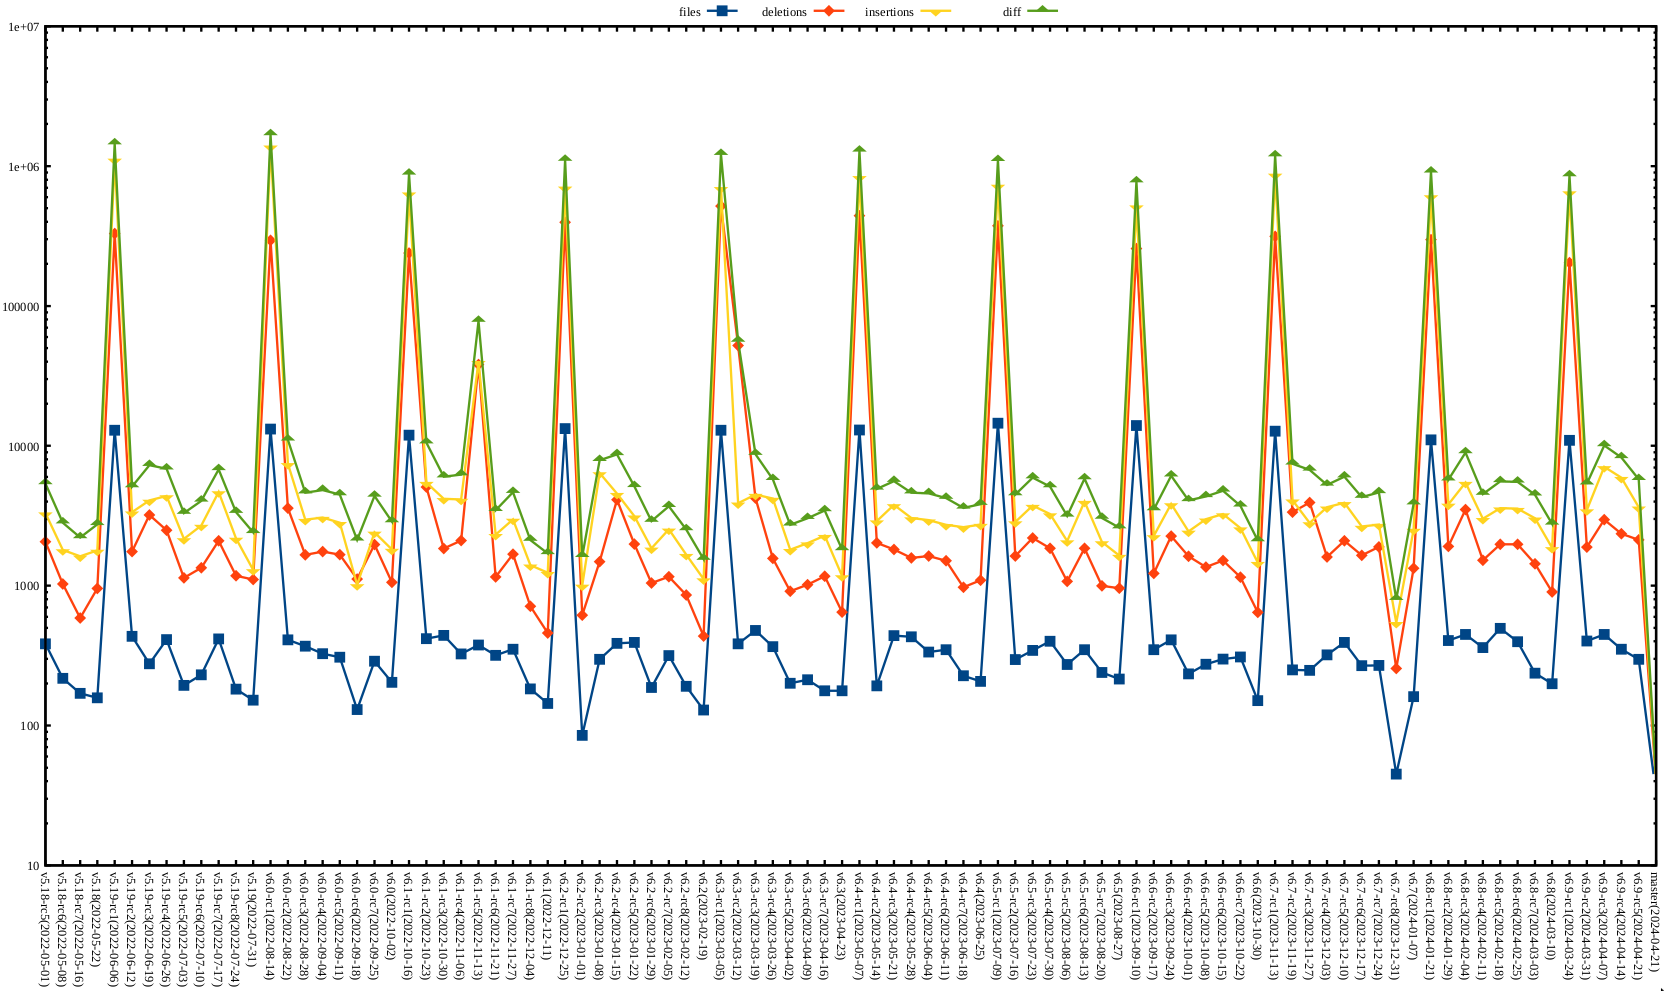 files
deletions
insertions
diff
1e+07
1e+06
100000
10000
1000
100
10
v5.18-rc5(2022-05-01)
v5.18-rc6(2022-05-08)
v5.18-rc7(2022-05-16)
v5.18(2022-05-22)
v5.19-rc1(2022-06-06)
v5.19-rc2(2022-06-12)
v5.19-rc3(2022-06-19)
v5.19-rc4(2022-06-26)
v5.19-rc5(2022-07-03)
v5.19-rc6(2022-07-10)
v5.19-rc7(2022-07-17)
v5.19-rc8(2022-07-24)
v5.19(2022-07-31)
v6.0-rc1(2022-08-14)
v6.0-rc2(2022-08-22)
v6.0-rc3(2022-08-28)
v6.0-rc4(2022-09-04)
v6.0-rc5(2022-09-11)
v6.0-rc6(2022-09-18)
v6.0-rc7(2022-09-25)
v6.0(2022-10-02)
v6.1-rc1(2022-10-16)
v6.1-rc2(2022-10-23)
v6.1-rc3(2022-10-30)
v6.1-rc4(2022-11-06)
v6.1-rc5(2022-11-13)
v6.1-rc6(2022-11-21)
v6.1-rc7(2022-11-27)
v6.1-rc8(2022-12-04)
v6.1(2022-12-11)
v6.2-rc1(2022-12-25)
v6.2-rc2(2023-01-01)
v6.2-rc3(2023-01-08)
v6.2-rc4(2023-01-15)
v6.2-rc5(2023-01-22)
v6.2-rc6(2023-01-29)
v6.2-rc7(2023-02-05)
v6.2-rc8(2023-02-12)
v6.2(2023-02-19)
v6.3-rc1(2023-03-05)
v6.3-rc2(2023-03-12)
v6.3-rc3(2023-03-19)
v6.3-rc4(2023-03-26)
v6.3-rc5(2023-04-02)
v6.3-rc6(2023-04-09)
v6.3-rc7(2023-04-16)
v6.3(2023-04-23)
v6.4-rc1(2023-05-07)
v6.4-rc2(2023-05-14)
v6.4-rc3(2023-05-21)
v6.4-rc4(2023-05-28)
v6.4-rc5(2023-06-04)
v6.4-rc6(2023-06-11)
v6.4-rc7(2023-06-18)
v6.4(2023-06-25)
v6.5-rc1(2023-07-09)
v6.5-rc2(2023-07-16)
v6.5-rc3(2023-07-23)
v6.5-rc4(2023-07-30)
v6.5-rc5(2023-08-06)
v6.5-rc6(2023-08-13)
v6.5-rc7(2023-08-20)
v6.5(2023-08-27)
v6.6-rc1(2023-09-10)
v6.6-rc2(2023-09-17)
v6.6-rc3(2023-09-24)
v6.6-rc4(2023-10-01)
v6.6-rc5(2023-10-08)
v6.6-rc6(2023-10-15)
v6.6-rc7(2023-10-22)
v6.6(2023-10-30)
v6.7-rc1(2023-11-13)
v6.7-rc2(2023-11-19)
v6.7-rc3(2023-11-27)
v6.7-rc4(2023-12-03)
v6.7-rc5(2023-12-10)
v6.7-rc6(2023-12-17)
v6.7-rc7(2023-12-24)
v6.7-rc8(2023-12-31)
v6.7(2024-01-07)
v6.8-rc1(2024-01-21)
v6.8-rc2(2024-01-29)
v6.8-rc3(2024-02-04)
v6.8-rc4(2024-02-11)
v6.8-rc5(2024-02-18)
v6.8-rc6(2024-02-25)
v6.8-rc7(2024-03-03)
v6.8(2024-03-10)
v6.9-rc1(2024-03-24)
v6.9-rc2(2024-03-31)
v6.9-rc3(2024-04-07)
v6.9-rc4(2024-04-14)
v6.9-rc5(2024-04-21)
master(2024-04-21)